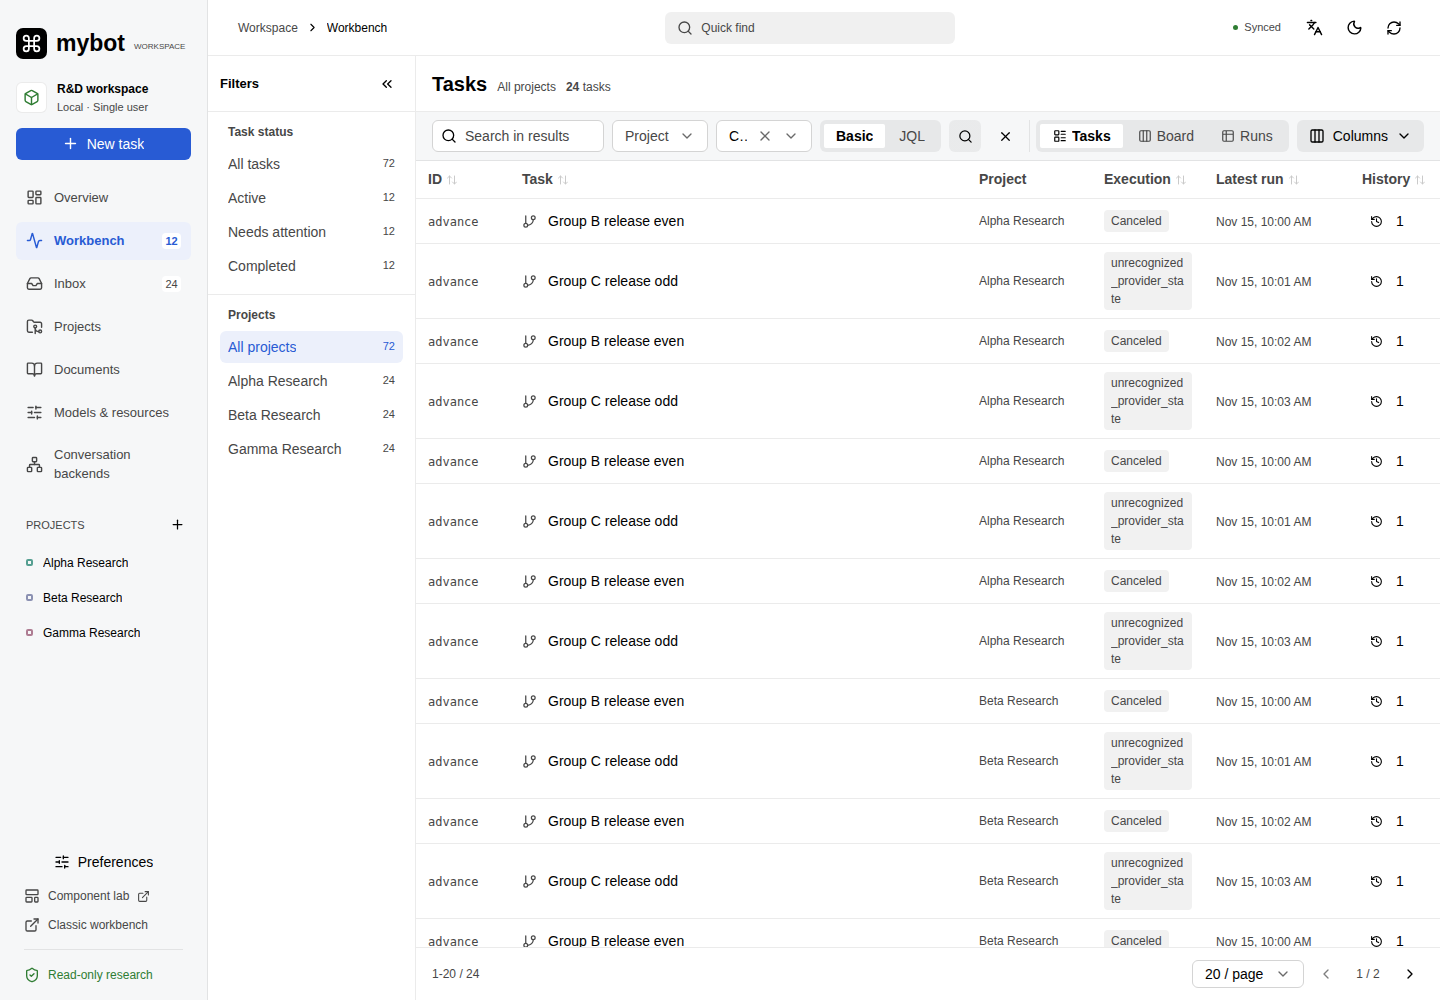 mybot WORKSPACE
R&D workspace
Local · Single user
New task
Overview
Workbench 12
Inbox 24
Projects
Documents
Models & resources
Conversation
backends
PROJECTS
Alpha Research
Beta Research
Gamma Research
Preferences
Component lab
Classic workbench
Read-only research
Workspace > Workbench
Quick find
Synced
Filters
Task status
All tasks 72
Active 12
Needs attention 12
Completed 12
Projects
All projects 72
Alpha Research 24
Beta Research 24
Gamma Research 24
Tasks All projects 24 tasks
Search in results Project C.. Basic JQL Tasks Board Runs Columns
ID Task Project Execution Latest run History
advance Group B release even Alpha Research Canceled Nov 15, 10:00 AM 1
advance Group C release odd Alpha Research unrecognized
_provider_sta
te Nov 15, 10:01 AM 1
advance Group B release even Alpha Research Canceled Nov 15, 10:02 AM 1
advance Group C release odd Alpha Research unrecognized
_provider_sta
te Nov 15, 10:03 AM 1
advance Group B release even Alpha Research Canceled Nov 15, 10:00 AM 1
advance Group C release odd Alpha Research unrecognized
_provider_sta
te Nov 15, 10:01 AM 1
advance Group B release even Alpha Research Canceled Nov 15, 10:02 AM 1
advance Group C release odd Alpha Research unrecognized
_provider_sta
te Nov 15, 10:03 AM 1
advance Group B release even Beta Research Canceled Nov 15, 10:00 AM 1
advance Group C release odd Beta Research unrecognized
_provider_sta
te Nov 15, 10:01 AM 1
advance Group B release even Beta Research Canceled Nov 15, 10:02 AM 1
advance Group C release odd Beta Research unrecognized
_provider_sta
te Nov 15, 10:03 AM 1
advance Group B release even Beta Research Canceled Nov 15, 10:00 AM 1
1-20 / 24
20 / page 1 / 2